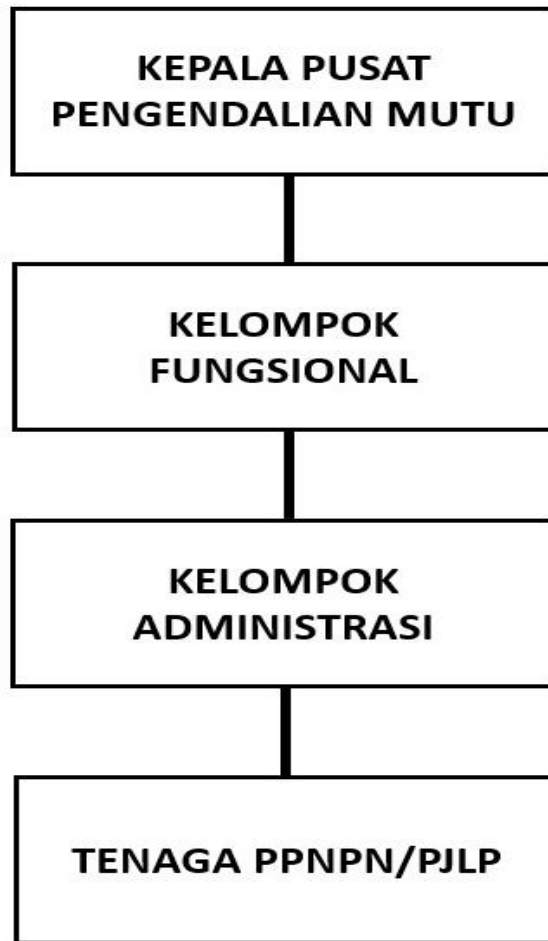 KEPALA PUSAT
PENGENDALIAN MUTU
KELOMPOK
FUNGSIONAL
KELOMPOK
ADMINISTRASI
TENAGA PPNPN/PJLP